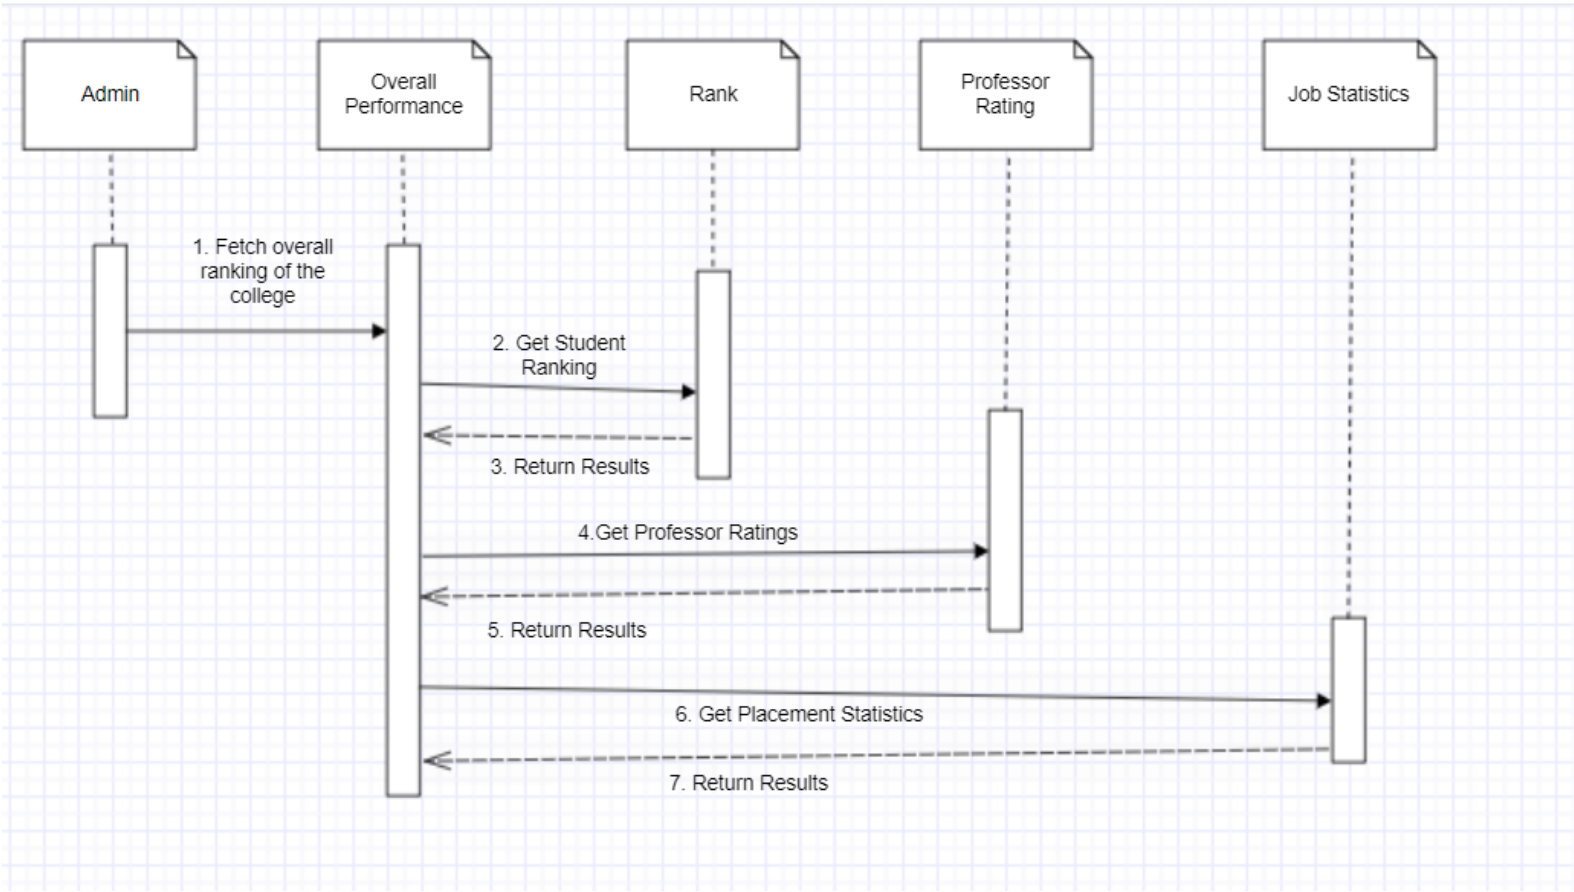 Admin
Overall
Performance
Rank
Professor
Rating
Job Statistics
1. Fetch overall
ranking of the
college
2. Get Student
Ranking
3. Return Results
4.Get Professor Ratings
5. Return Results
6. Get Placement Statistics
7. Return Results